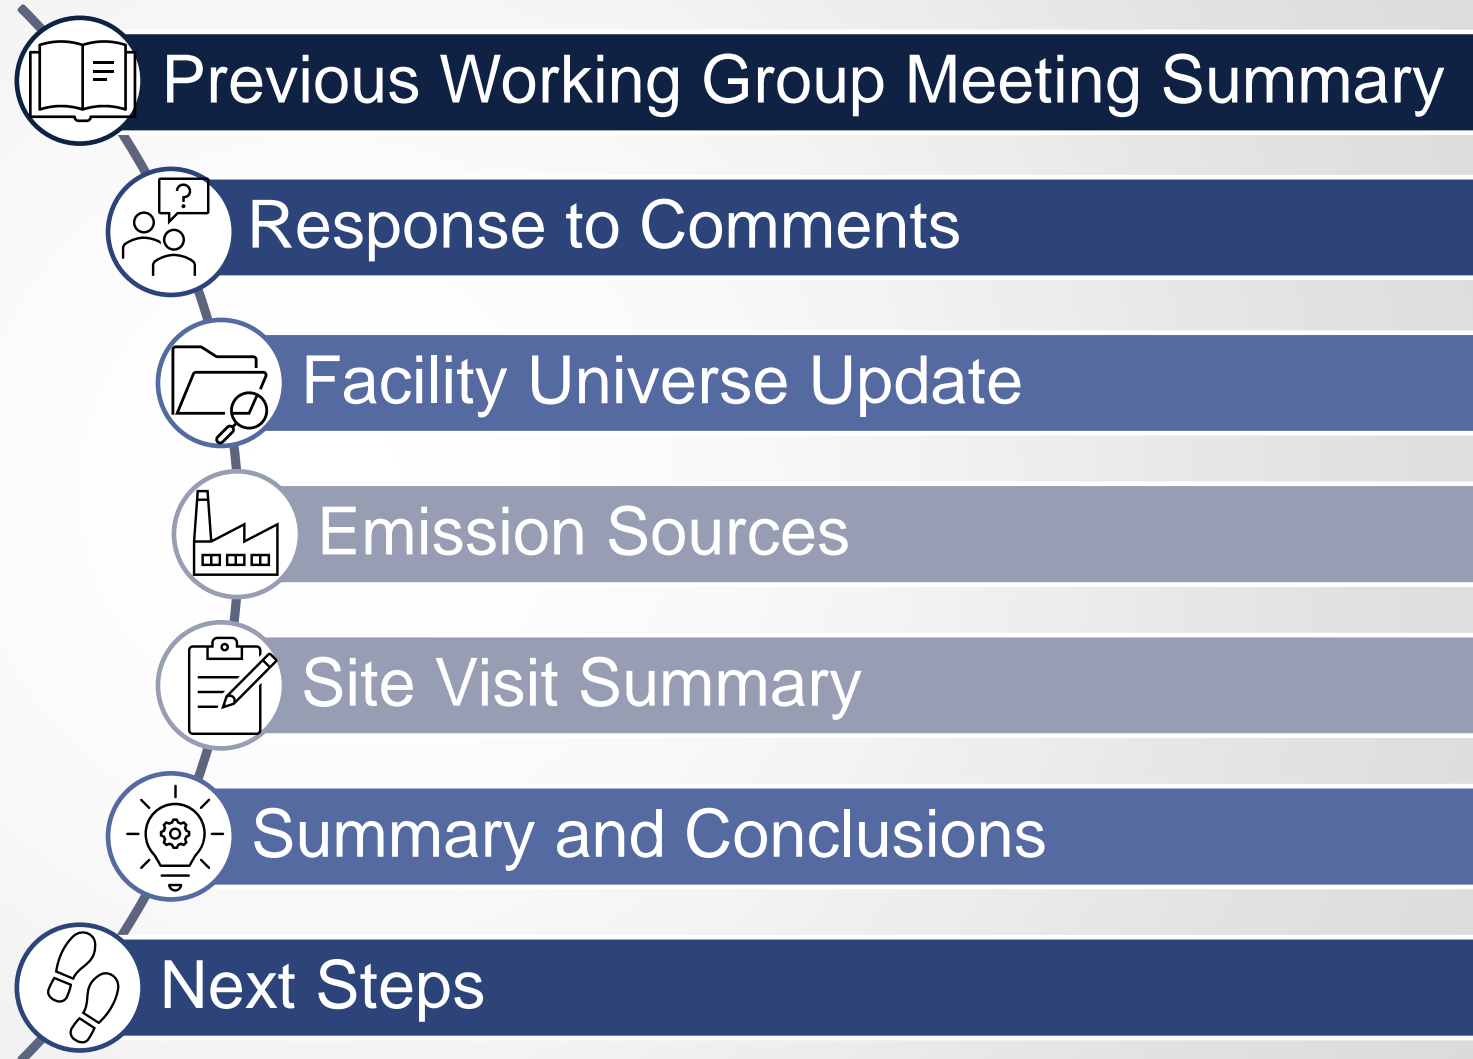 Previous Working Group Meeting Summary
?
Response to Comments
Facility Universe Update
Emission Sources
Site Visit Summary
Summary and Conclusions
Next Steps